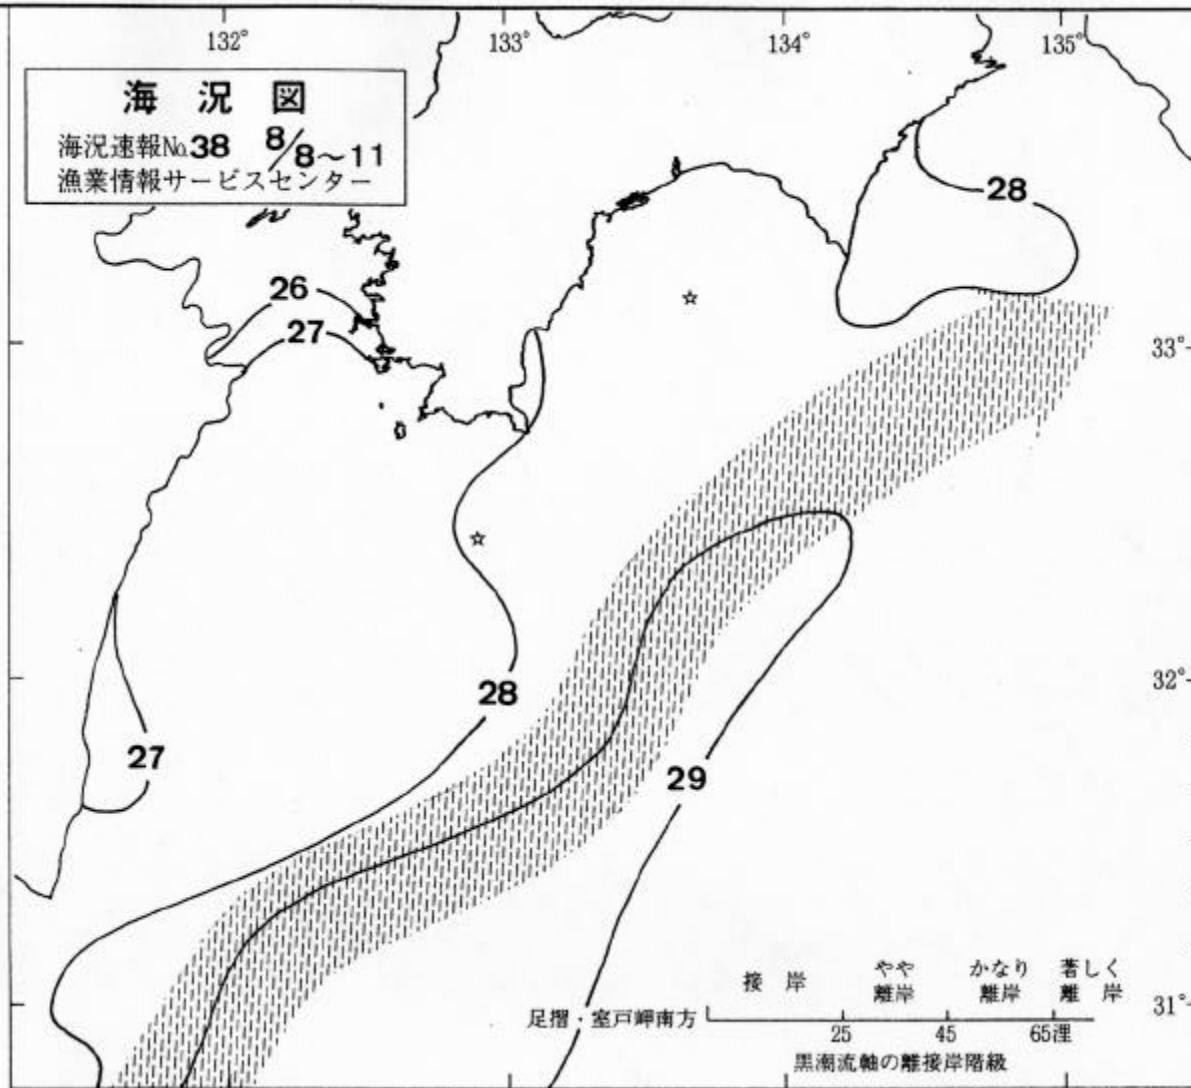 132° 133° 134° 135°
海況図
海況速報No.38 8/8～11
漁業情報サービスセンター
28
26
27
33°
28
32°
27
29
接岸 やや離岸 かなり離岸 著しく離岸
31°
足摺・室戸岬南方
25 45 65浬
黒潮流軸の離接岸階級